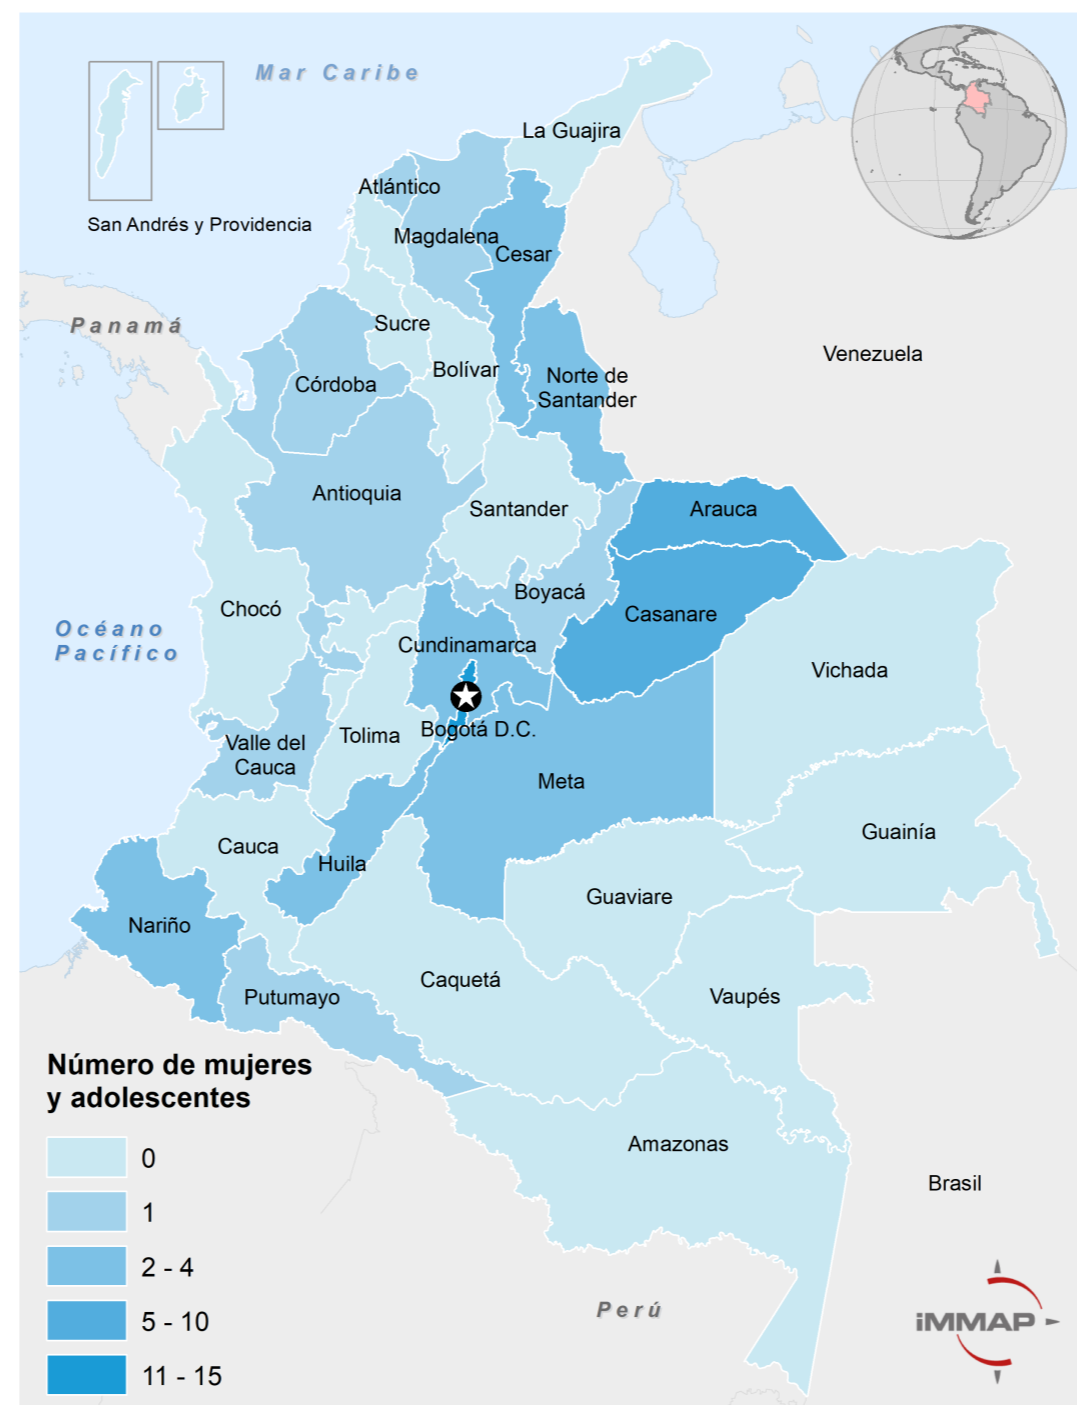 Mar Caribe
La Guajira
Atlántico
San Andrés y Providencia
Magdalena
Cesar
Panamá
Sucre
Venezuela
Bolívar
Córdoba
Norte de
Santander
Antioquia
Santander
Arauca
Boyacá
Chocó
Casanare
Océano
Pacífico
Cundinamarca
Vichada
Bogotá D.C.
Tolima
Valle del
Cauca
Meta
Guainía
Cauca
Huila
Guaviare
Nariño
Caquetá
Putumayo
Vaupés
Número de mujeres
y adolescentes
0
1
2 - 4
5 - 10
11 - 15
Amazonas
Brasil
Perú
iMMAP